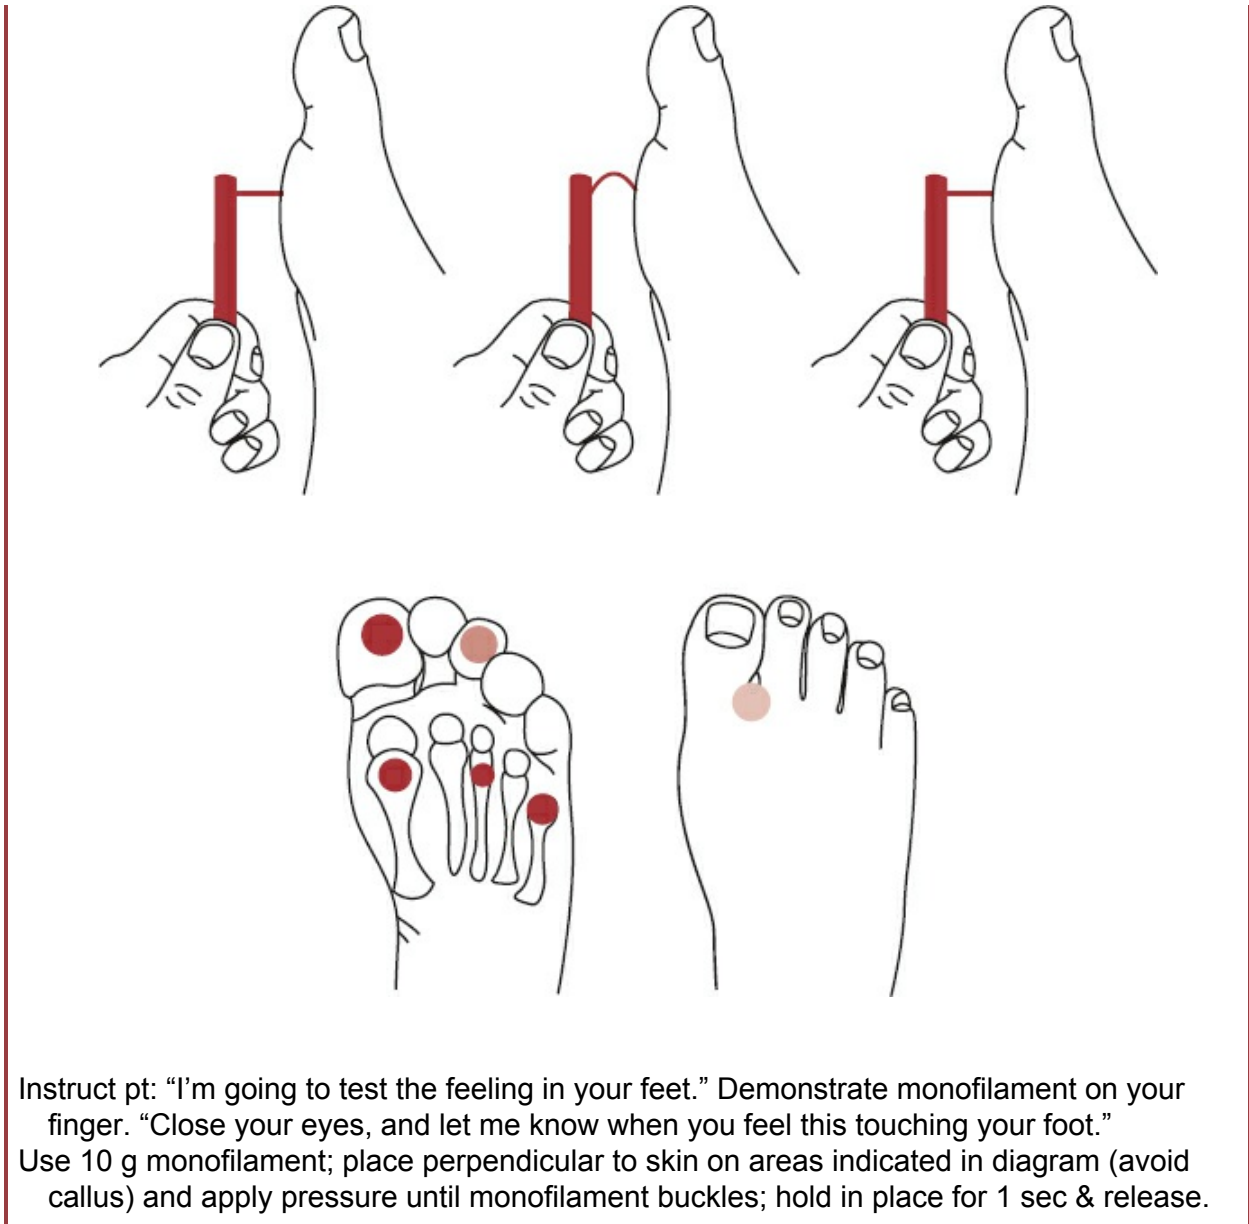 Instruct pt: “I’m going to test the feeling in your feet.” Demonstrate monofilament on your
finger. “Close your eyes, and let me know when you feel this touching your foot.”
Use 10 g monofilament; place perpendicular to skin on areas indicated in diagram (avoid
callus) and apply pressure until monofilament buckles; hold in place for 1 sec & release.